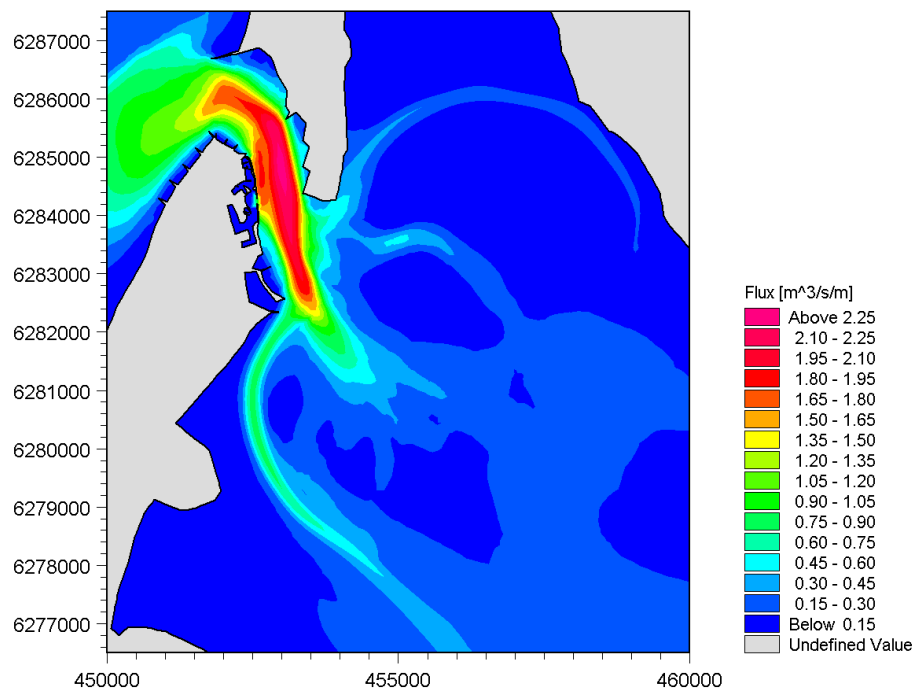 6287000
6286000
6285000
6284000
6283000
6282000
6281000
6280000
6279000
6278000
6277000
450000
455000
460000
Flux [m^3/s/m]
Above 2.25
2.10 - 2.25
1.95 - 2.10
1.80 - 1.95
1.65 - 1.80
1.50 - 1.65
1.35 - 1.50
1.20 - 1.35
1.05 - 1.20
0.90 - 1.05
0.75 - 0.90
0.60 - 0.75
0.45 - 0.60
0.30 - 0.45
0.15 - 0.30
Below 0.15
Undefined Value